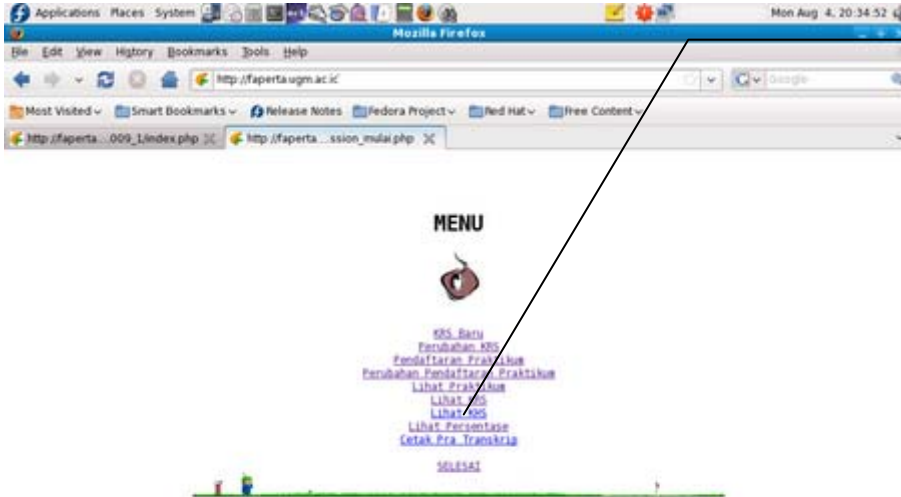 Applications Places System Mon Aug 4, 20:34:52
Mozilla Firefox
File Edit View History Bookmarks Tools Help
http://faperta.ugm.ac.id Google
Most Visited Smart Bookmarks Release Notes Fedora Project Red Hat Free Content
http://faperta...009_1/index.php http://faperta...ssion_mulai.php
MENU
KRS Baru
Perubahan KRS
Pendaftaran Praktikum
Perubahan Pendaftaran Praktikum
Lihat Praktikum
Lihat KRS
Lihat KHS
Lihat Persentase
Cetak Pra Transkrip
SELESAI